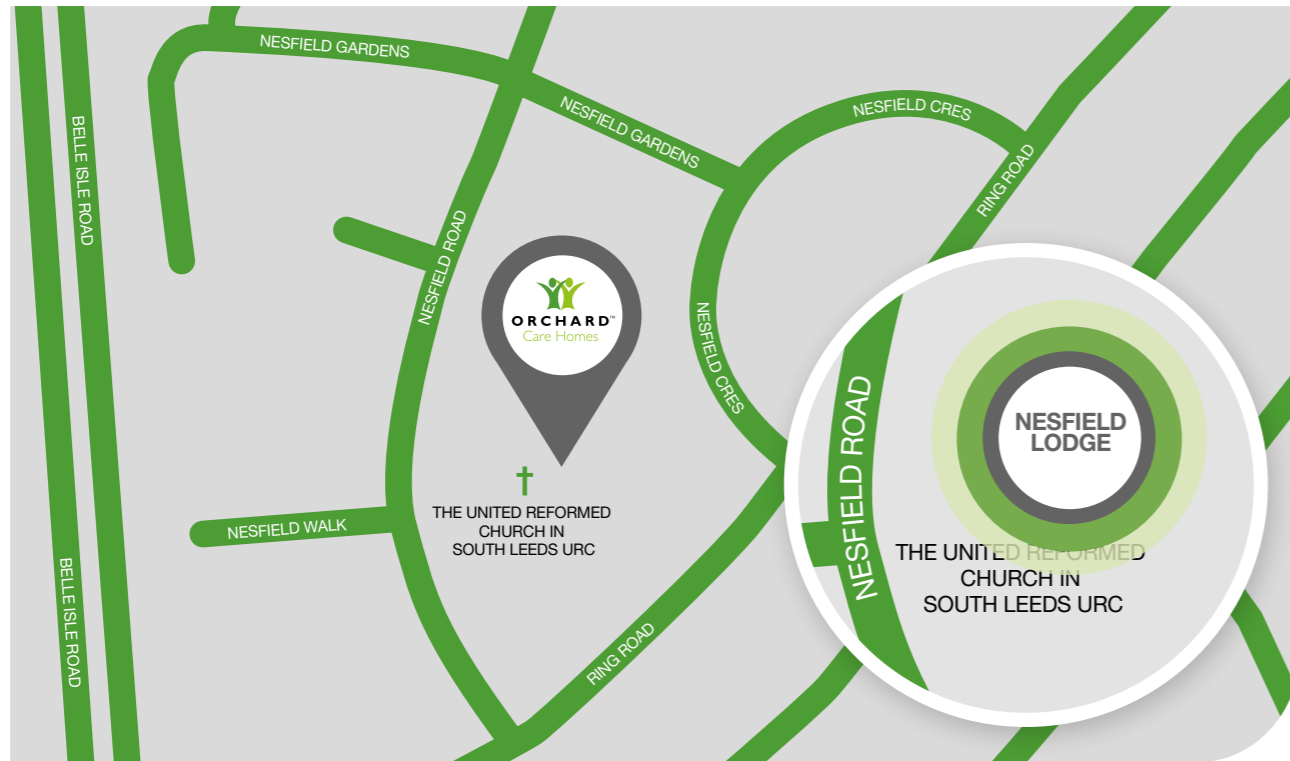 NESFIELD GARDENS
NESFIELD GARDENS
NESFIELD CRES
BELLE ISLE ROAD
RING ROAD
NESFIELD ROAD
ORCHARD™
Care Homes
NESFIELD CRES
NESFIELD ROAD
NESFIELD
LODGE
THE UNITED REFORMED
CHURCH IN
SOUTH LEEDS URC
NESFIELD WALK
THE UNITED REFORMED
CHURCH IN
SOUTH LEEDS URC
BELLE ISLE ROAD
RING ROAD